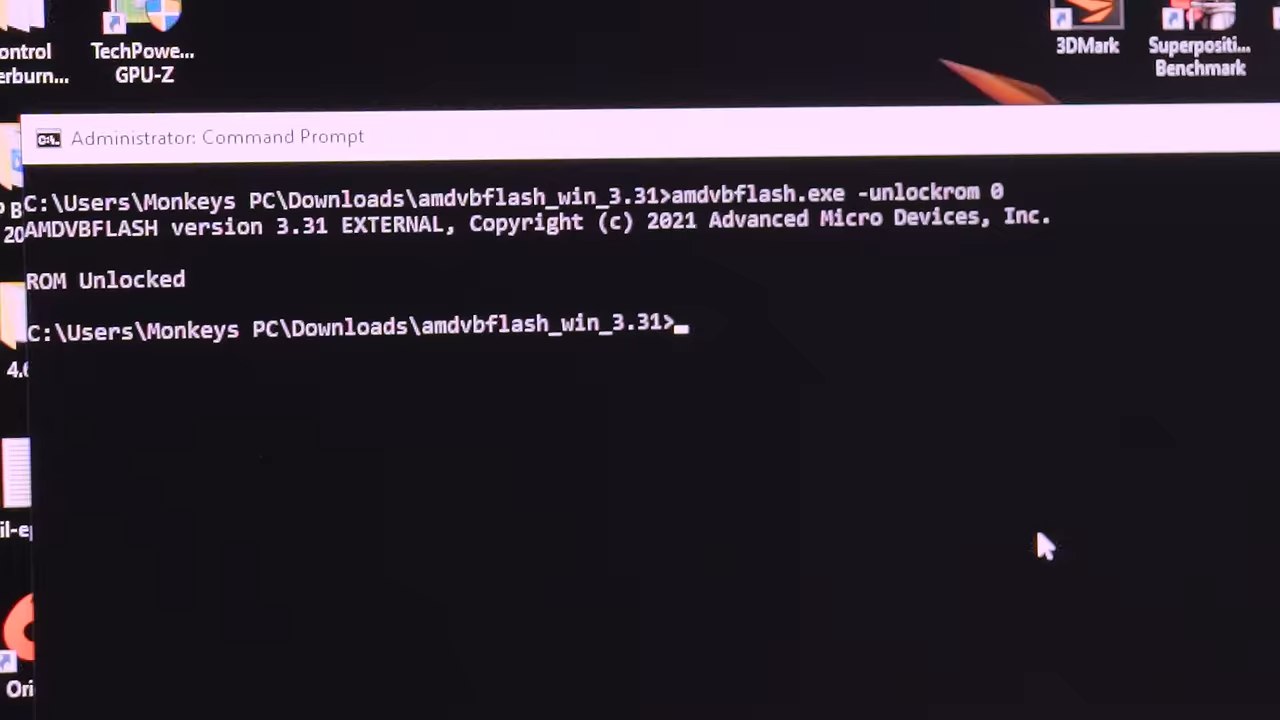 ontrol
erburn...
TechPowe...
GPU-Z
3DMark
Superpositi...
Benchmark
Administrator: Command Prompt
C:\Users\Monkeys PC\Downloads\amdvbflash_win_3.31>amdvbflash.exe -unlockrom 0
AMDVBFLASH version 3.31 EXTERNAL, Copyright (c) 2021 Advanced Micro Devices, Inc.
ROM Unlocked
C:\Users\Monkeys PC\Downloads\amdvbflash_win_3.31>
B
20
4.
il-e
Ori